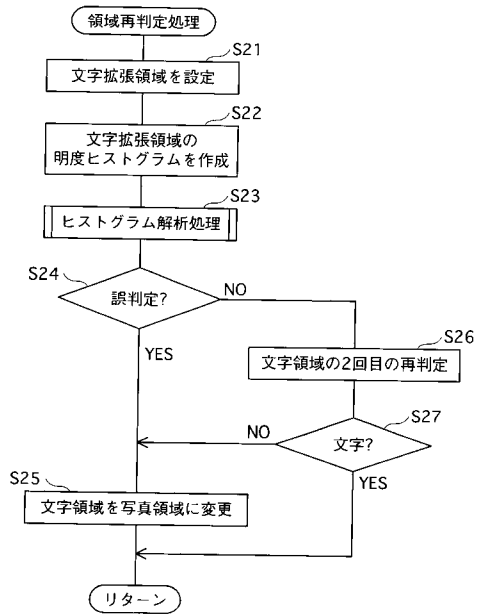 領域再判定処理
S21
文字拡張領域を設定
S22
文字拡張領域の
明度ヒストグラムを作成
S23
ヒストグラム解析処理
S24
誤判定?
NO
YES
S26
文字領域の2回目の再判定
S27
文字?
NO
YES
S25
文字領域を写真領域に変更
リターン